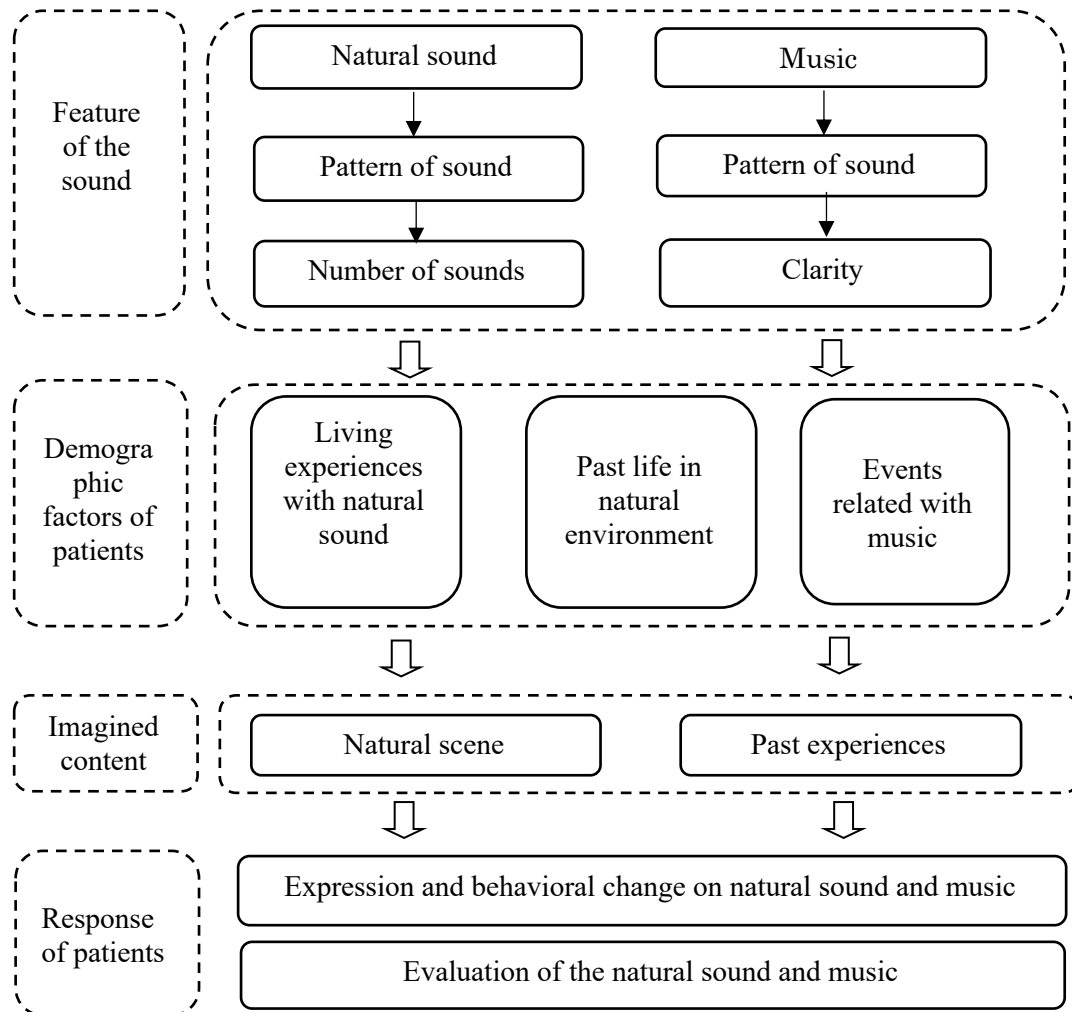 Feature
of the
sound
Natural sound
Music
Pattern of sound
Pattern of sound
Number of sounds
Clarity
Demogra
phic
factors of
patients
Living
experiences
with natural
sound
Past life in
natural
environment
Events
related with
music
Imagined
content
Natural scene
Past experiences
Response
of patients
Expression and behavioral change on natural sound and music
Evaluation of the natural sound and music